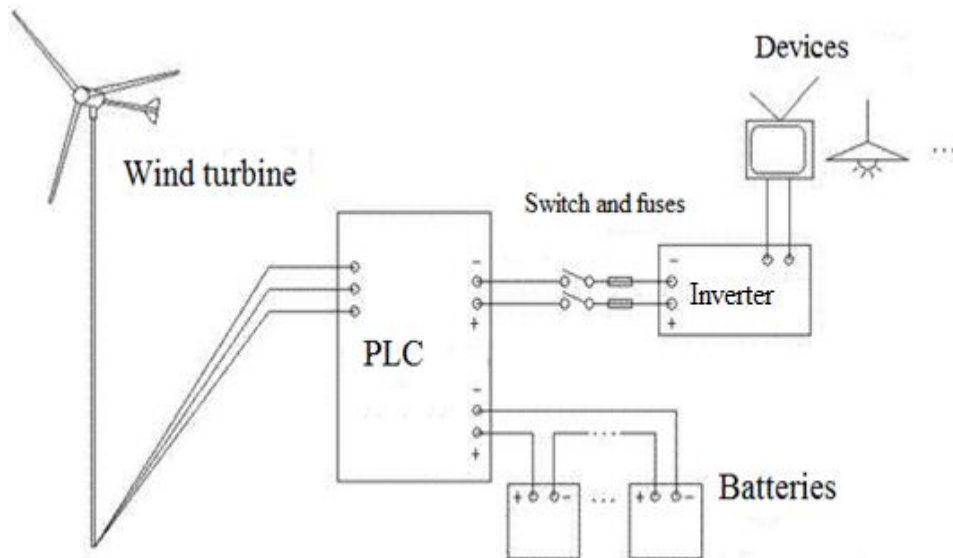 Devices
...
Wind turbine
Switch and fuses
-
-
Inverter
+
+
PLC
-
+
...
+ - ... + -
Batteries